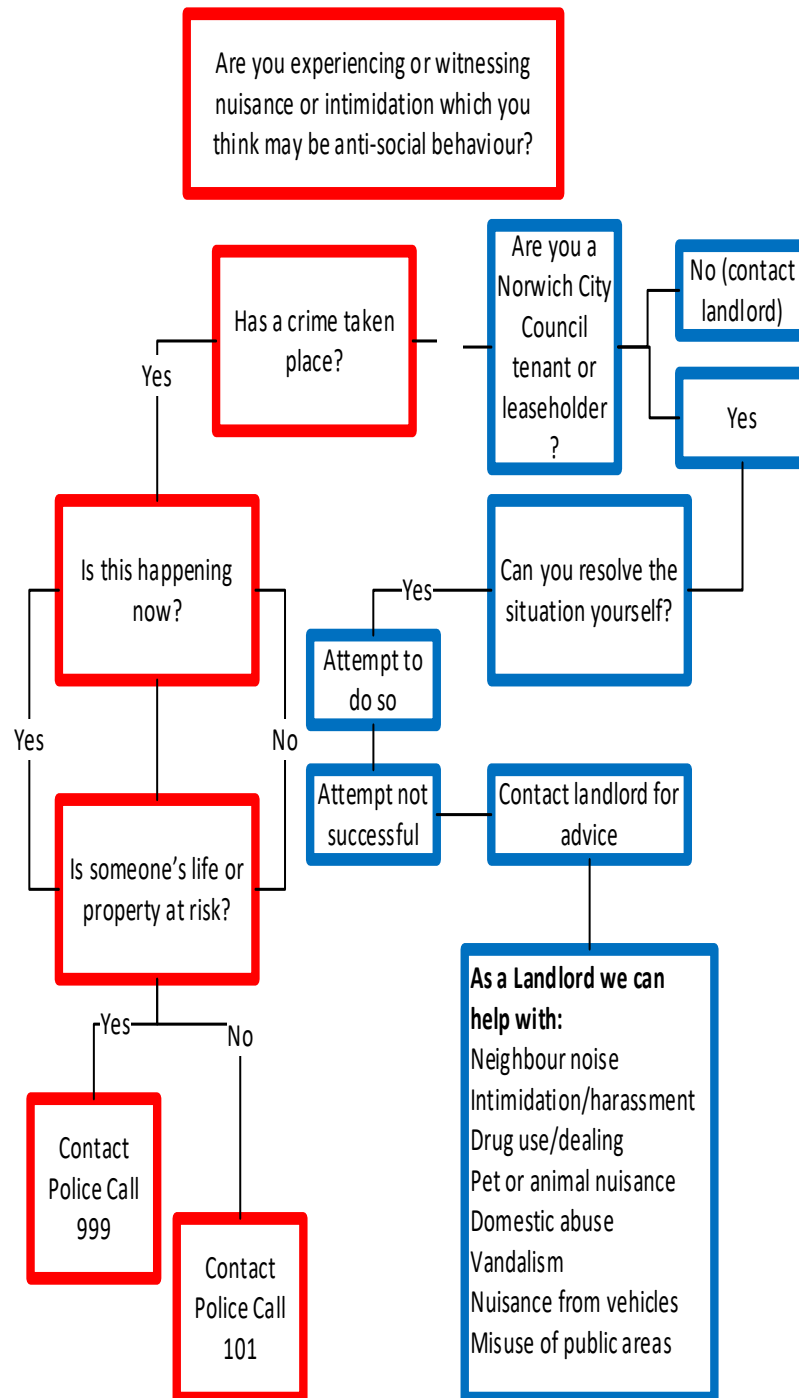 Are you experiencing or witnessing
nuisance or intimidation which you
think may be anti-social behaviour?
Has a crime taken
place?
Are you a
Norwich City
Council
tenant or
leaseholder
?
No (contact
landlord)
Yes
Yes
Is this happening
now?
Can you resolve the
situation yourself?
Yes
Attempt to
do so
Yes
No
Attempt not
successful
Contact landlord for
advice
Is someone’s life or
property at risk?
As a Landlord we can
help with:
Neighbour noise
Intimidation/harassment
Drug use/dealing
Pet or animal nuisance
Domestic abuse
Vandalism
Nuisance from vehicles
Misuse of public areas
Yes
No
Contact
Police Call
999
Contact
Police Call
101